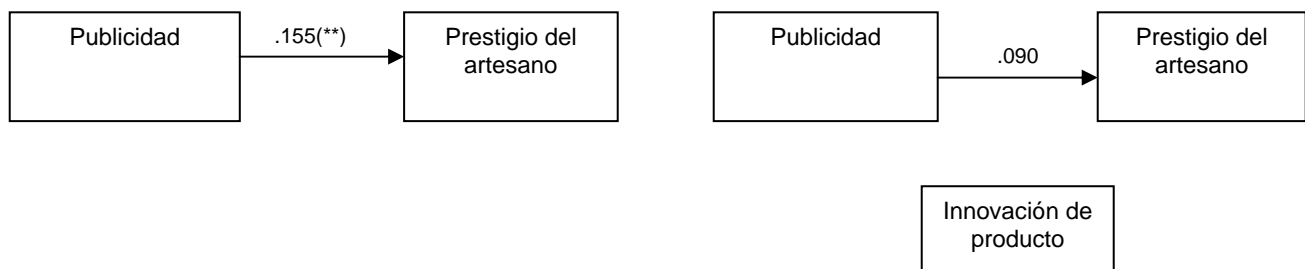 Publicidad
.155(**)
Prestigio del
artesano
Publicidad
.090
Prestigio del
artesano
Innovación de
producto